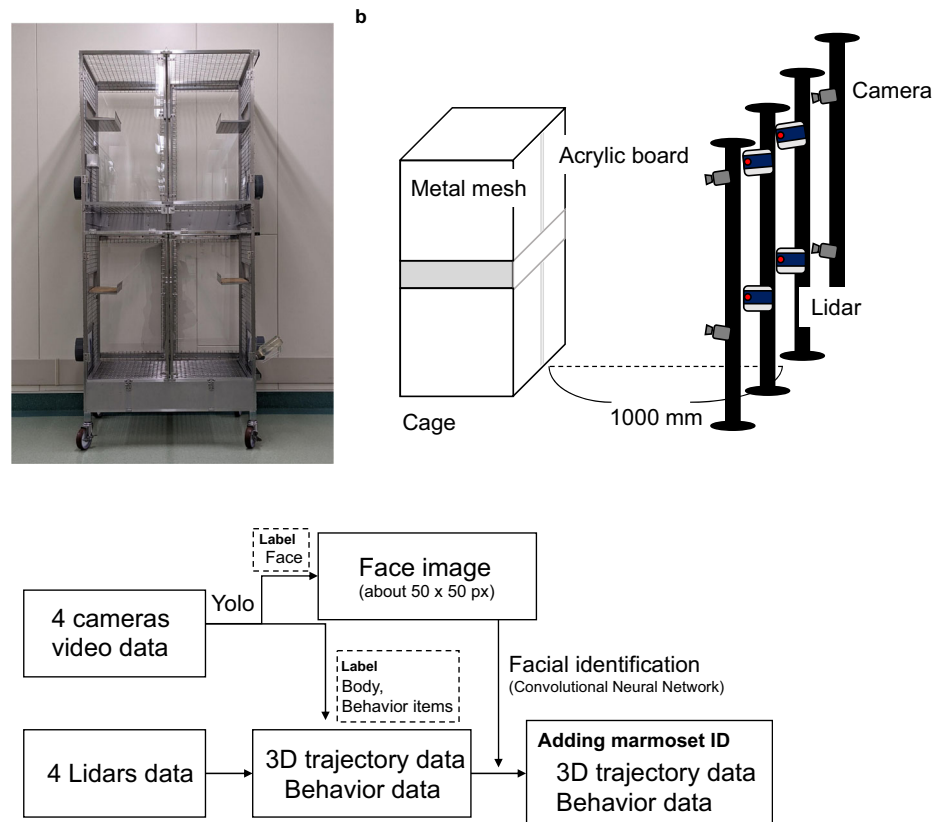 b
Camera
Acrylic board
Metal mesh
Lidar
1000 mm
Cage
Label
Face
Face image
(about 50 x 50 px)
Yolo
4 cameras
video data
Label
Body,
Behavior items
Facial identification
(Convolutional Neural Network)
4 Lidars data
3D trajectory data
Behavior data
Adding marmoset ID
3D trajectory data
Behavior data